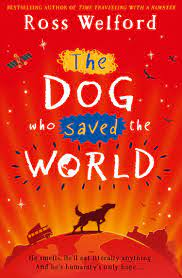 BESTSELLING AUTHOR OF TIME TRAVELLING WITH A HAMSTER
ROSS WELFORD
The
DOG
who saved the
WORLD
He smells. He'll eat literally anything.
And he's humanity's only hope...